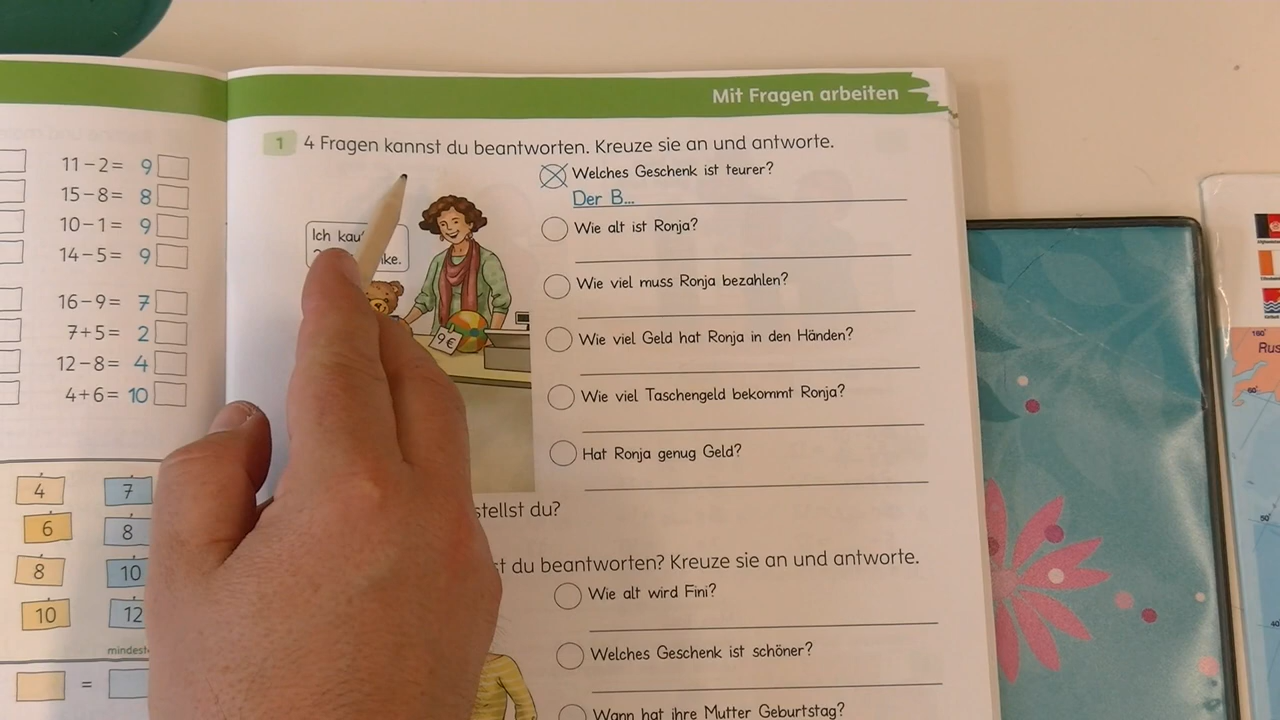 11-2= 9
15-8= 8
10-1= 9
14-5= 9
16-9= 7
7+5= 2
12-8= 4
4+6= 10
4 7
6 8
8 10
10 12
=
Mit Fragen arbeiten
1 4 Fragen kannst du beantworten. Kreuze sie an und antworte.
Ich
9€
Welches Geschenk ist teurer?
Der B...
Wie alt ist Ronja?
Wie viel muss Ronja bezahlen?
Wie viel Geld hat Ronja in den Händen?
Wie viel Taschengeld bekommt Ronja?
Hat Ronja genug Geld?
du?
du beantworten? Kreuze sie an und antworte.
Wie alt wird Fini?
Welches Geschenk ist schöner?
Wann hat ihre Mutter Geburtstag?
160°
Rus
60°
50°
40°